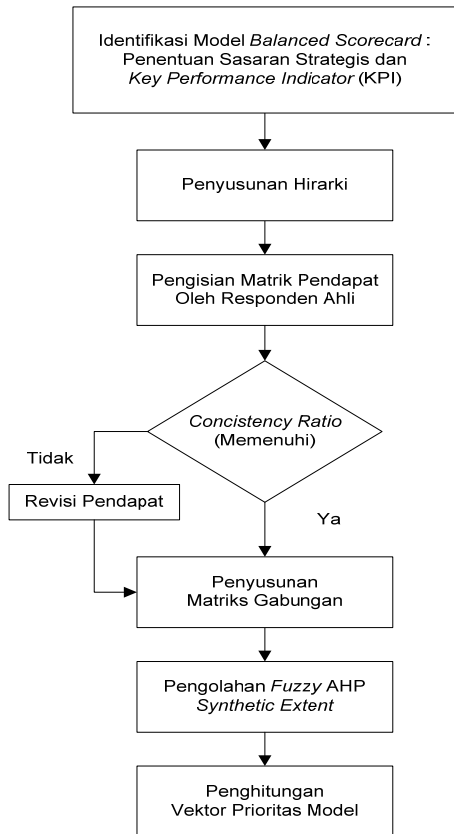 Identifikasi Model Balanced Scorecard :
Penentuan Sasaran Strategis dan
Key Performance Indicator (KPI)
Penyusunan Hirarki
Pengisian Matrik Pendapat
Oleh Responden Ahli
Concistency Ratio
(Memenuhi)
Tidak
Revisi Pendapat
Ya
Penyusunan
Matriks Gabungan
Pengolahan Fuzzy AHP
Synthetic Extent
Penghitungan
Vektor Prioritas Model